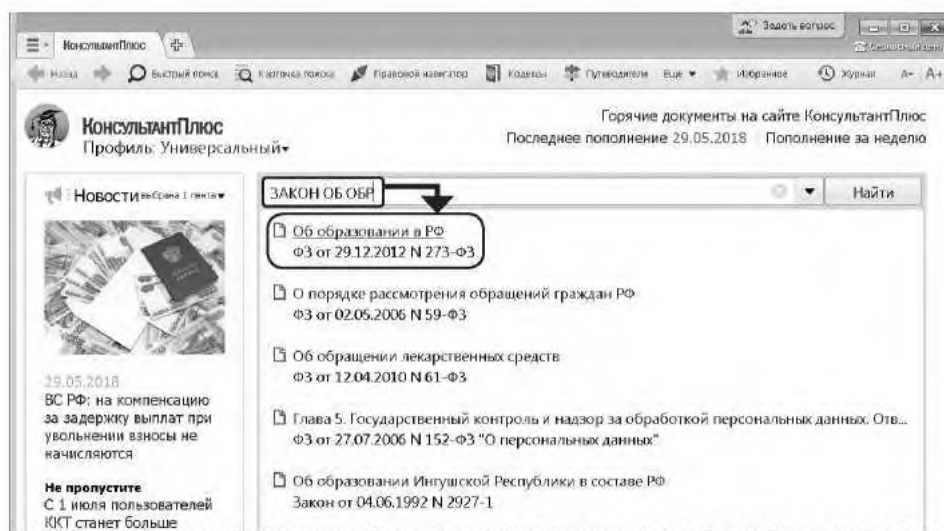 Задать вопрос
КонсультантПлюс
Назад Быстрый поиск Карточка поиска Правовой навигатор Кодексы Путеводители Еще Избранное Журнал A- A+
КонсультантПлюс
Профиль: Универсальный
Горячие документы на сайте КонсультантПлюс
Последнее пополнение 29.05.2018 Пополнение за неделю
Новости выбрана 1 лента
29.05.2018
ВС РФ: на компенсацию
за задержку выплат при
увольнении взносы не
начисляются
Не пропустите
С 1 июля пользователей
ККТ станет больше
ЗАКОН ОБ ОБР
Найти
Об образовании в РФ
ФЗ от 29.12.2012 N 273-ФЗ
О порядке рассмотрения обращений граждан РФ
ФЗ от 02.05.2006 N 59-ФЗ
Об обращении лекарственных средств
ФЗ от 12.04.2010 N 61-ФЗ
Глава 5. Государственный контроль и надзор за обработкой персональных данных. Отв...
ФЗ от 27.07.2006 N 152-ФЗ "О персональных данных"
Об образовании Ингушской Республики в составе РФ
Закон от 04.06.1992 N 2927-1